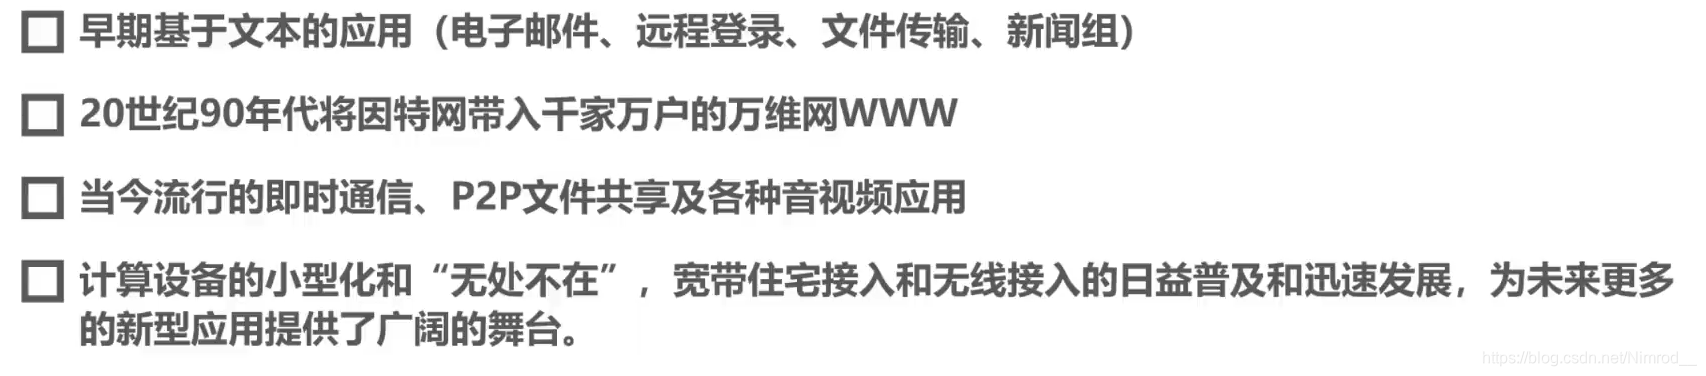 早期基于文本的应用（电子邮件、远程登录、文件传输、新闻组）
20世纪90年代将因特网带入千家万户的万维网WWW
当今流行的即时通信、P2P文件共享及各种音视频应用
计算设备的小型化和“无处不在”，宽带住宅接入和无线接入的日益普及和迅速发展，为未来更多
的新型应用提供了广阔的舞台。
https://blog.csdn.net/Nimrod__